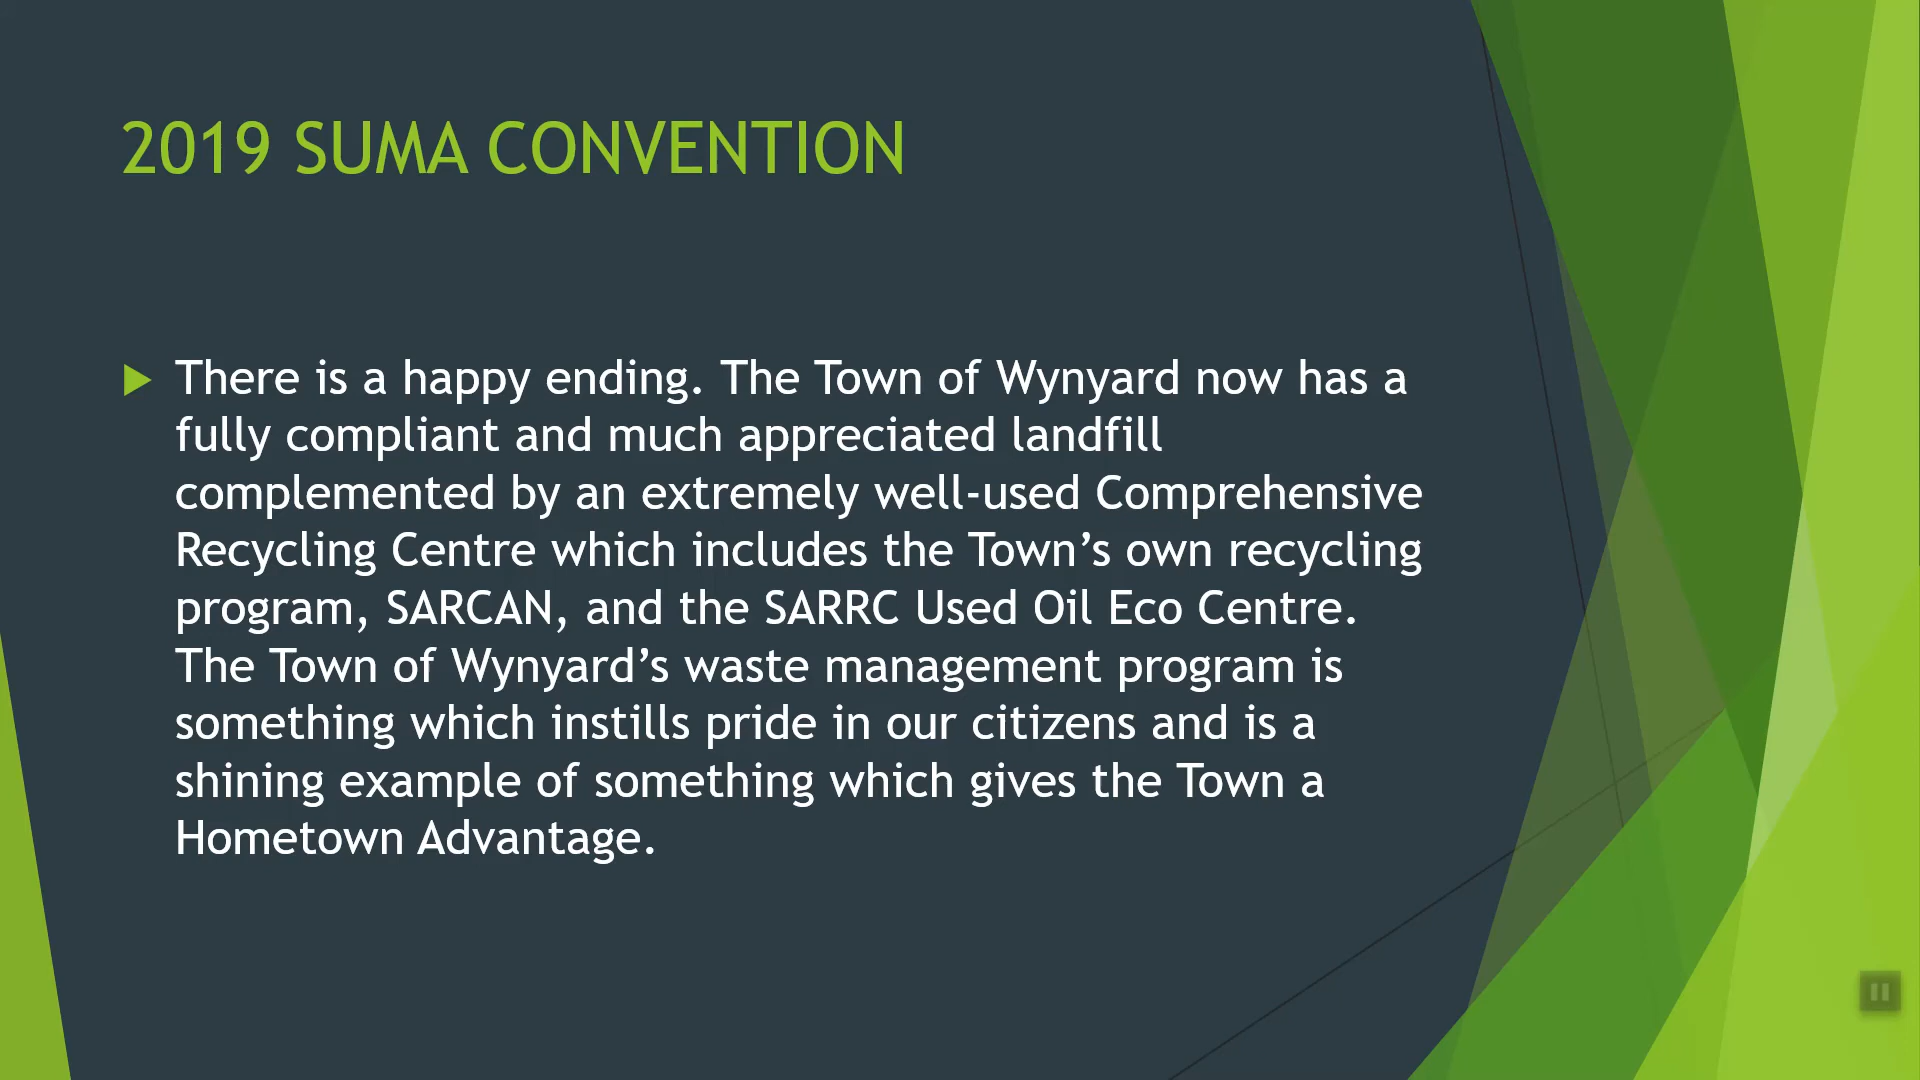 2019 SUMA CONVENTION
There is a happy ending. The Town of Wynyard now has a
fully compliant and much appreciated landfill
complemented by an extremely well-used Comprehensive
Recycling Centre which includes the Town’s own recycling
program, SARCAN, and the SARRC Used Oil Eco Centre.
The Town of Wynyard’s waste management program is
something which instills pride in our citizens and is a
shining example of something which gives the Town a
Hometown Advantage.